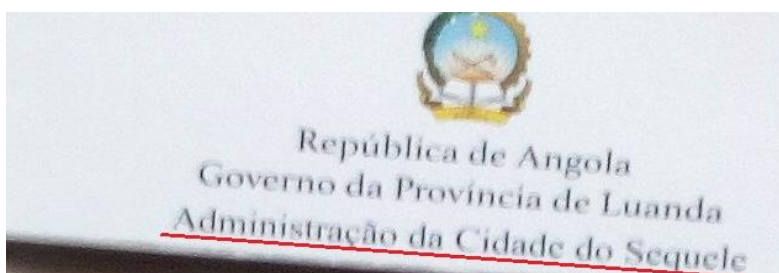 República de Angola
Governo da Província de Luanda
Administração da Cidade do Sequele